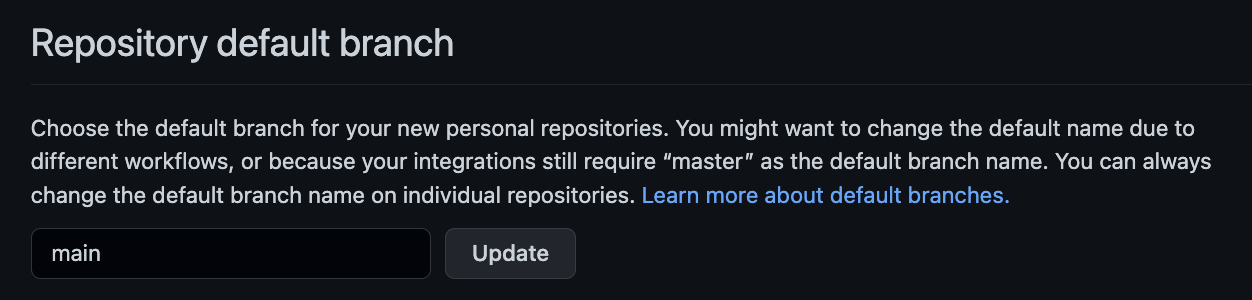 Repository default branch
Choose the default branch for your new personal repositories. You might want to change the default name due to
different workflows, or because your integrations still require “master” as the default branch name. You can always
change the default branch name on individual repositories. Learn more about default branches.
main Update